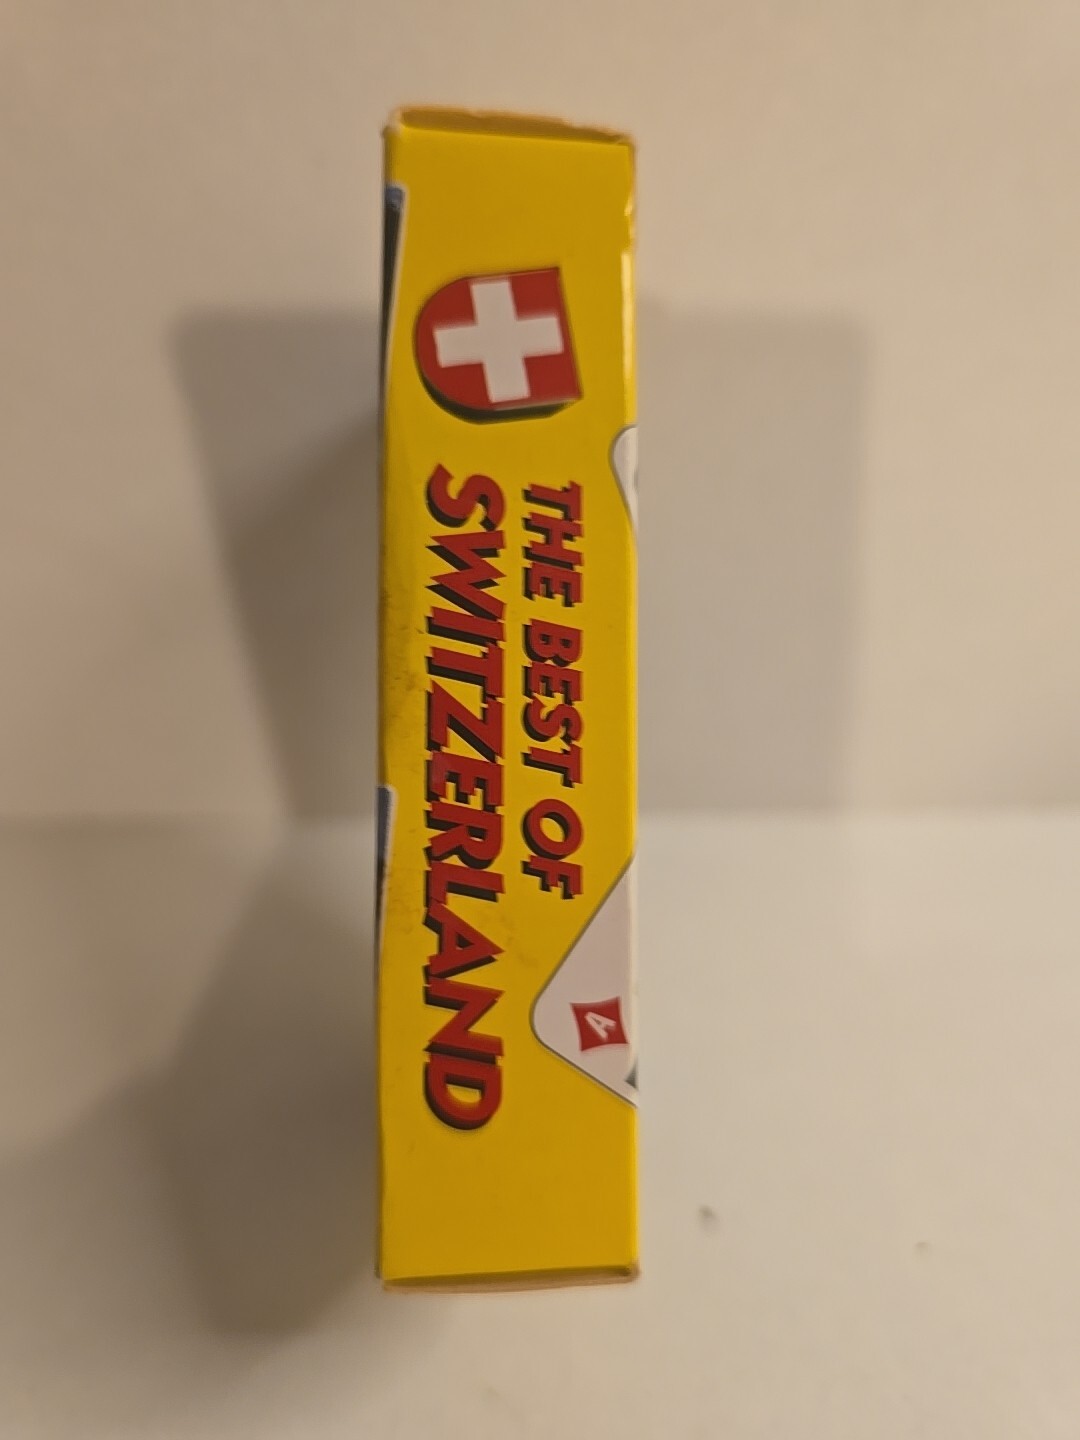 THE BEST OF
SWITZERLAND
A